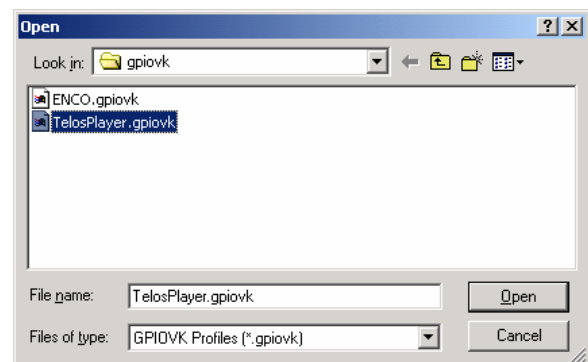 Open
Look in: gpiovk
ENCO.gpiovk
TelosPlayer.gpiovk
File name: TelosPlayer.gpiovk Open
Files of type: GPIOVK Profiles (*.gpiovk) Cancel